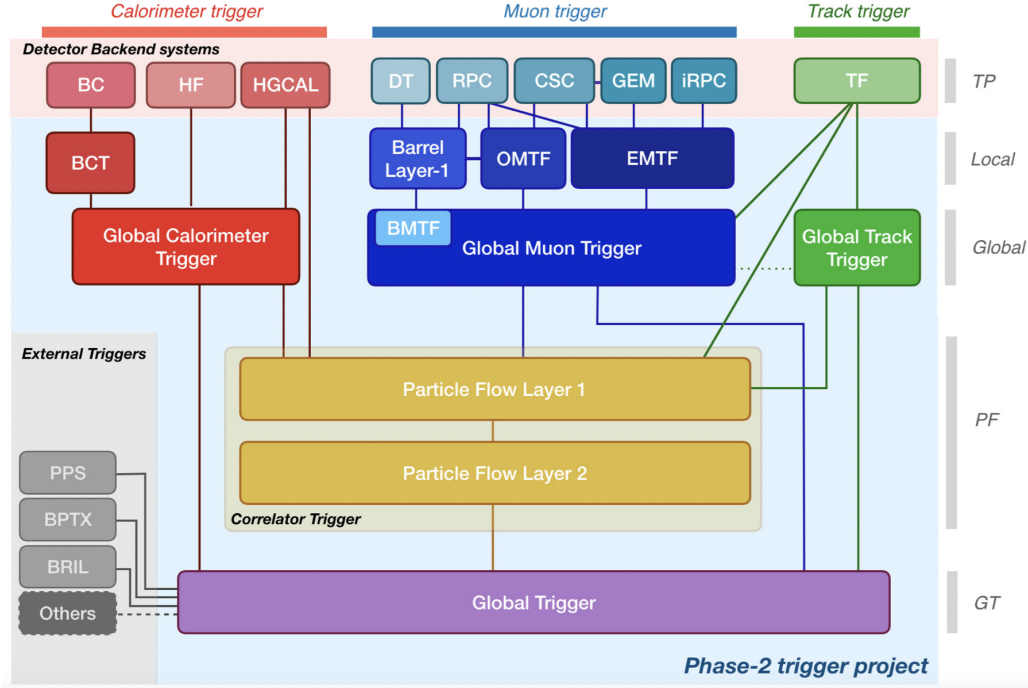 Calorimeter trigger
Muon trigger
Track trigger
Detector Backend systems
BC
HF
HGCAL
DT
RPC
CSC
GEM
iRPC
TF
TP
BCT
Barrel
Layer-1
OMTF
EMTF
Local
Global Calorimeter
Trigger
BMTF
Global Muon Trigger
Global Track
Trigger
Global
External Triggers
Particle Flow Layer 1
PF
Particle Flow Layer 2
Correlator Trigger
PPS
BPTX
BRIL
Others
Global Trigger
GT
Phase-2 trigger project